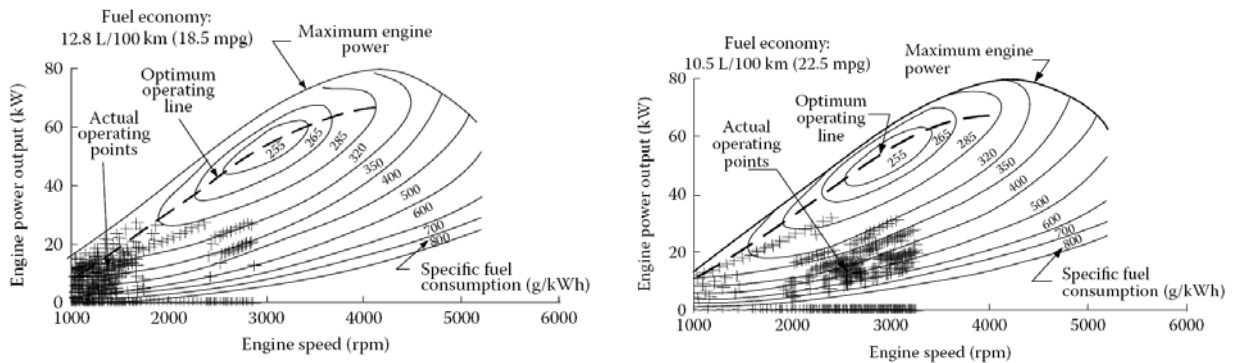 Fuel economy:
12.8 L/100 km (18.5 mpg)
Maximum engine
power
Optimum
operating
line
Actual
operating
points
Engine power output (kW)
80
60
40
20
0
255
265
285
320
350
400
500
600
700
800
Specific fuel
consumption (g/kWh)
1000
2000
3000
4000
5000
6000
Engine speed (rpm)
Fuel economy:
10.5 L/100 km (22.5 mpg)
Maximum engine
power
Optimum
operating
line
Actual
operating
points
Engine power output (kW)
80
60
40
20
0
255
265
285
320
350
400
500
600
700
800
Specific fuel
consumption (g/kWh)
1000
2000
3000
4000
5000
6000
Engine speed (rpm)